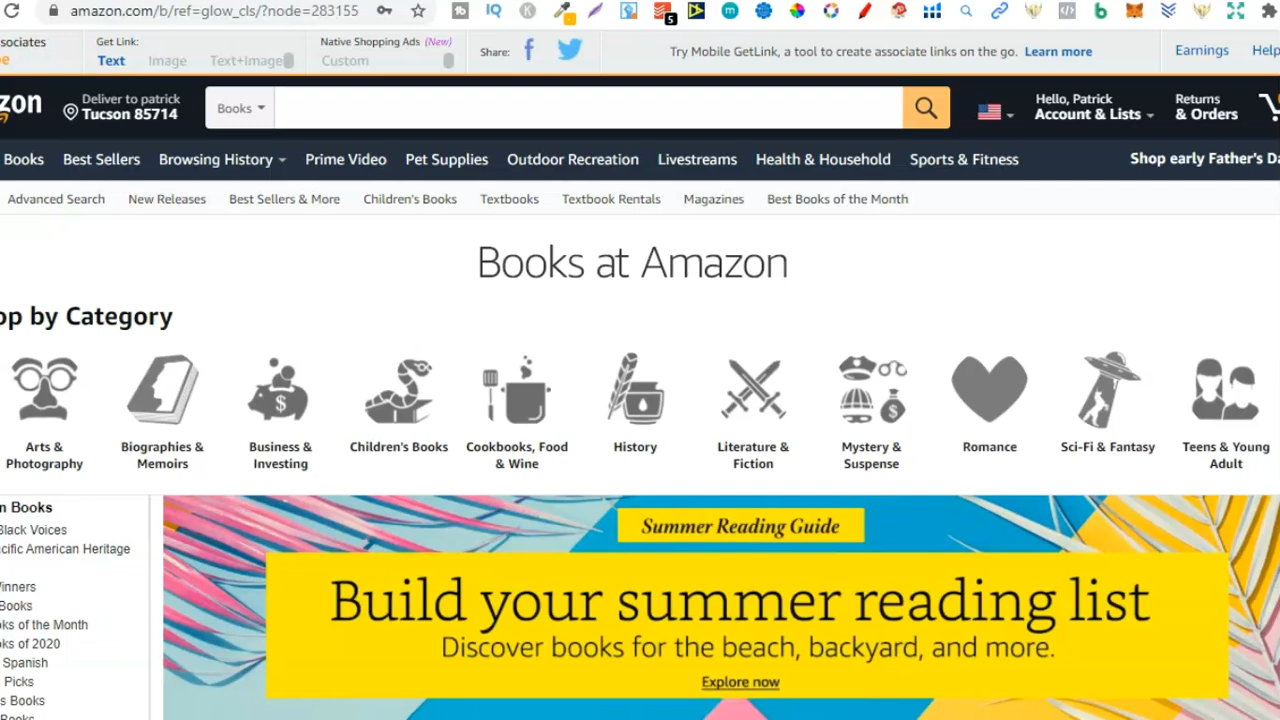 amazon.com/b/ref=glow_cls/?node=283155
IQ
K
5
m
b
sociates
Get Link:
Native Shopping Ads (New)
Share:
Try Mobile GetLink, a tool to create associate links on the go. Learn more
Earnings
Help
e
Text
Image
Text+Image
Custom
zon
Deliver to patrick
Tucson 85714
Books
Hello, Patrick
Account & Lists
Returns
& Orders
Books
Best Sellers
Browsing History
Prime Video
Pet Supplies
Outdoor Recreation
Livestreams
Health & Household
Sports & Fitness
Shop early Father's Da
Advanced Search
New Releases
Best Sellers & More
Children's Books
Textbooks
Textbook Rentals
Magazines
Best Books of the Month
Books at Amazon
op by Category
$
$
Arts &
Photography
Biographies &
Memoirs
Business &
Investing
Children's Books
Cookbooks, Food
& Wine
History
Literature &
Fiction
Mystery &
Suspense
Romance
Sci-Fi & Fantasy
Teens & Young
Adult
n Books
Black Voices
cific American Heritage
inners
Books
ks of the Month
ks of 2020
Spanish
Picks
s Books
Books
Summer Reading Guide
Build your summer reading list
Discover books for the beach, backyard, and more.
Explore now